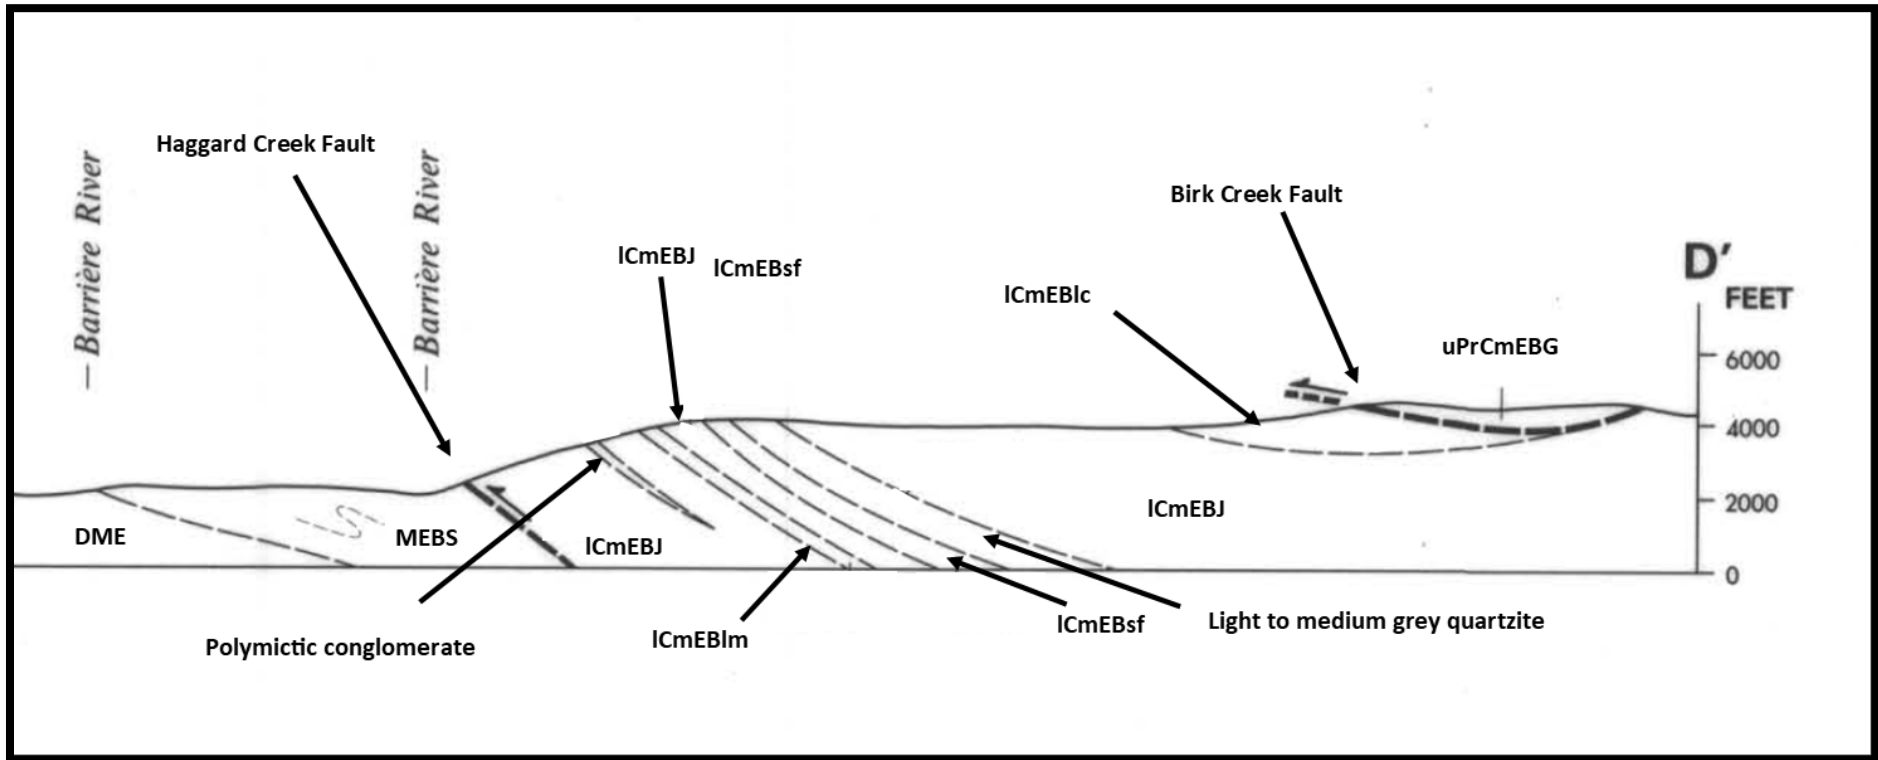 Haggard Creek Fault
Barrière River
Barrière River
Birk Creek Fault
lCmEBJ
lCmEBsf
lCmEBlc
D′
FEET
6000
uPrCmEBG
4000
2000
0
lCmEBJ
DME
MEBS
lCmEBJ
Polymictic conglomerate
lCmEBlm
lCmEBsf
Light to medium grey quartzite